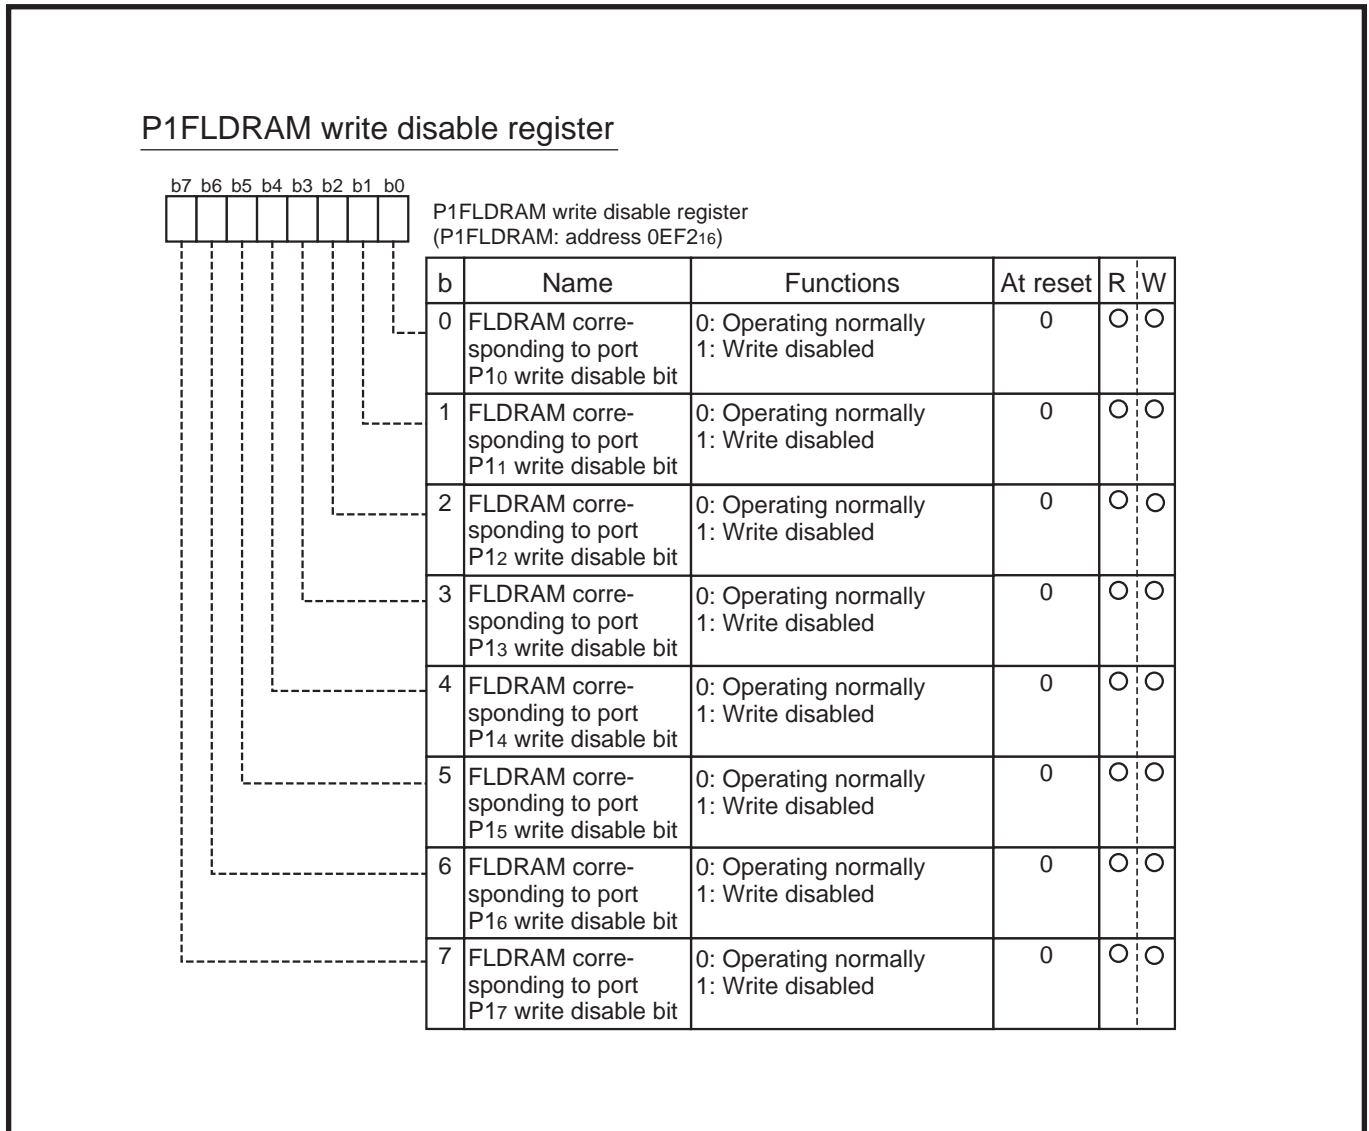 P1FLDRAM write disable register
b7 b6 b5 b4 b3 b2 b1 b0
P1FLDRAM write disable register
(P1FLDRAM: address 0EF216)
b Name Functions At reset R W
0 FLDRAM corre- 0: Operating normally 0 ○ ○
sponding to port 1: Write disabled
P10 write disable bit
1 FLDRAM corre- 0: Operating normally 0 ○ ○
sponding to port 1: Write disabled
P11 write disable bit
2 FLDRAM corre- 0: Operating normally 0 ○ ○
sponding to port 1: Write disabled
P12 write disable bit
3 FLDRAM corre- 0: Operating normally 0 ○ ○
sponding to port 1: Write disabled
P13 write disable bit
4 FLDRAM corre- 0: Operating normally 0 ○ ○
sponding to port 1: Write disabled
P14 write disable bit
5 FLDRAM corre- 0: Operating normally 0 ○ ○
sponding to port 1: Write disabled
P15 write disable bit
6 FLDRAM corre- 0: Operating normally 0 ○ ○
sponding to port 1: Write disabled
P16 write disable bit
7 FLDRAM corre- 0: Operating normally 0 ○ ○
sponding to port 1: Write disabled
P17 write disable bit